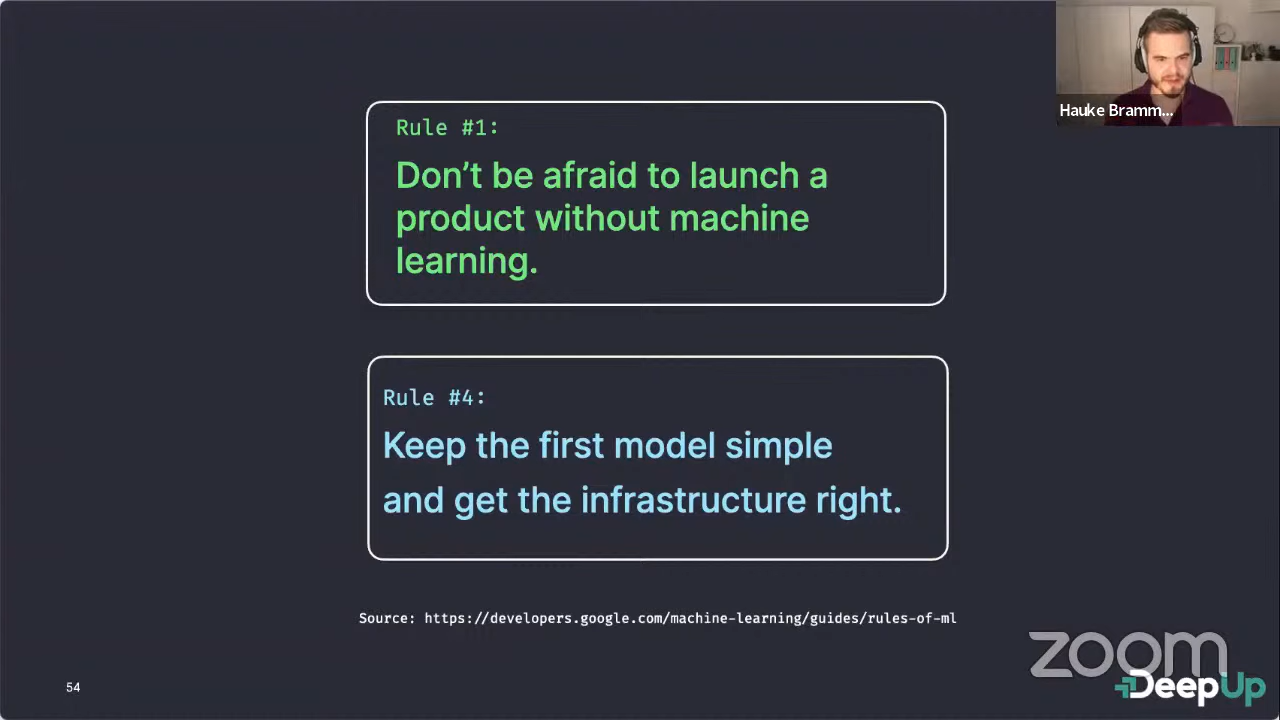 Hauke Bramm...
Rule #1:
Don’t be afraid to launch a
product without machine
learning.
Rule #4:
Keep the first model simple
and get the infrastructure right.
Source: https://developers.google.com/machine-learning/guides/rules-of-ml
54
zoom
DeepUp